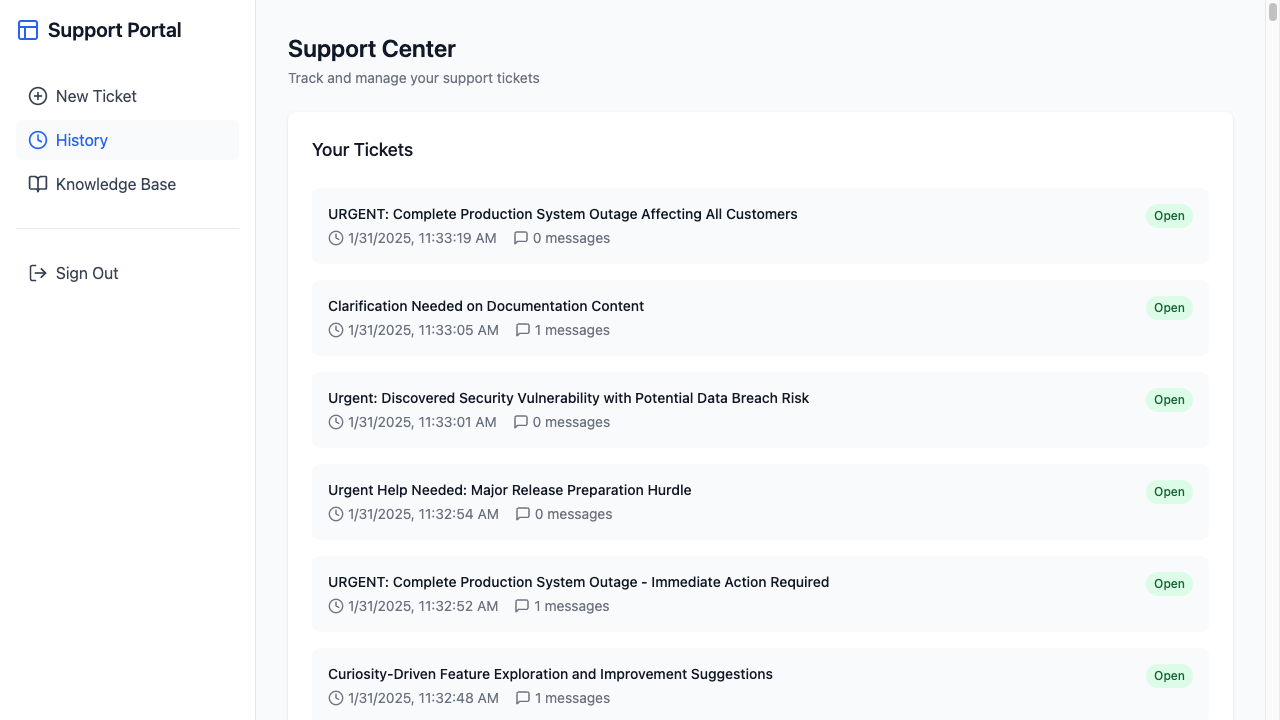 Support Portal
New Ticket
History
Knowledge Base
Sign Out
Support Center
Track and manage your support tickets
Your Tickets
URGENT: Complete Production System Outage Affecting All Customers
Open
1/31/2025, 11:33:19 AM 0 messages
Clarification Needed on Documentation Content
Open
1/31/2025, 11:33:05 AM 1 messages
Urgent: Discovered Security Vulnerability with Potential Data Breach Risk
Open
1/31/2025, 11:33:01 AM 0 messages
Urgent Help Needed: Major Release Preparation Hurdle
Open
1/31/2025, 11:32:54 AM 0 messages
URGENT: Complete Production System Outage - Immediate Action Required
Open
1/31/2025, 11:32:52 AM 1 messages
Curiosity-Driven Feature Exploration and Improvement Suggestions
Open
1/31/2025, 11:32:48 AM 1 messages